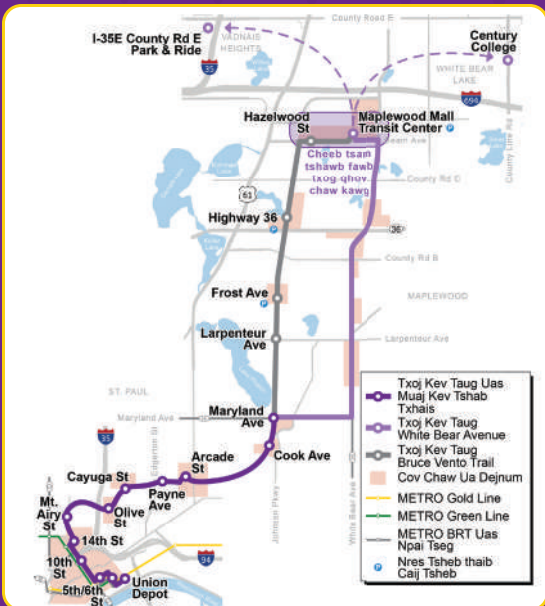 County Road E
I-35E County Rd E
Park & Ride
VADNAIS
HEIGHTS
Century
College
35
WHITE BEAR
LAKE
694
Hazelwood
St
Maplewood Mall
Transit Center
P
Cheeb tsam
tshawb fawb
txog qhov
chaw kawg
County Line Rd
61
Highway 36
P
36
County Rd B
Frost Ave
P
MAPLEWOOD
Larpenteur
Ave
Larpenteur Ave
ST. PAUL
Maryland Ave
Maryland
Ave
35
Edgerton St
Arcade
St
Cook Ave
Cayuga St
Payne
Ave
Johnson Pkwy
White Bear Ave
Mt.
Airy
St
Olive
St
14th St
10th
St
94
5th/6th
St
Union
Depot
Txoj Kev Taug Uas
Muaj Kev Tshab
Txhais
Txoj Kev Taug
White Bear Avenue
Txoj Kev Taug
Bruce Vento Trail
Cov Chaw Ua Dejnum
METRO Gold Line
METRO Green Line
METRO BRT Uas
Npai Tseg
P
Nres Tsheb thaib
Caij Tsheb